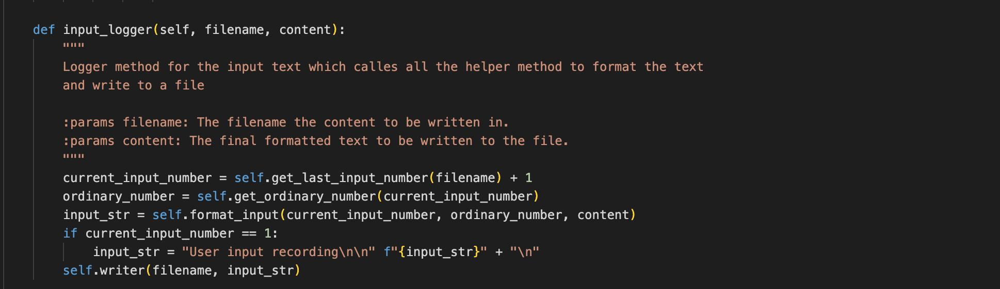 def input_logger(self, filename, content):
"""
Logger method for the input text which calles all the helper method to format the text
and write to a file
:params filename: The filename the content to be written in.
:params content: The final formatted text to be written to the file.
"""
current_input_number = self.get_last_input_number(filename) + 1
ordinary_number = self.get_ordinary_number(current_input_number)
input_str = self.format_input(current_input_number, ordinary_number, content)
if current_input_number == 1:
input_str = "User input recording\n\n" f"{input_str}" + "\n"
self.writer(filename, input_str)